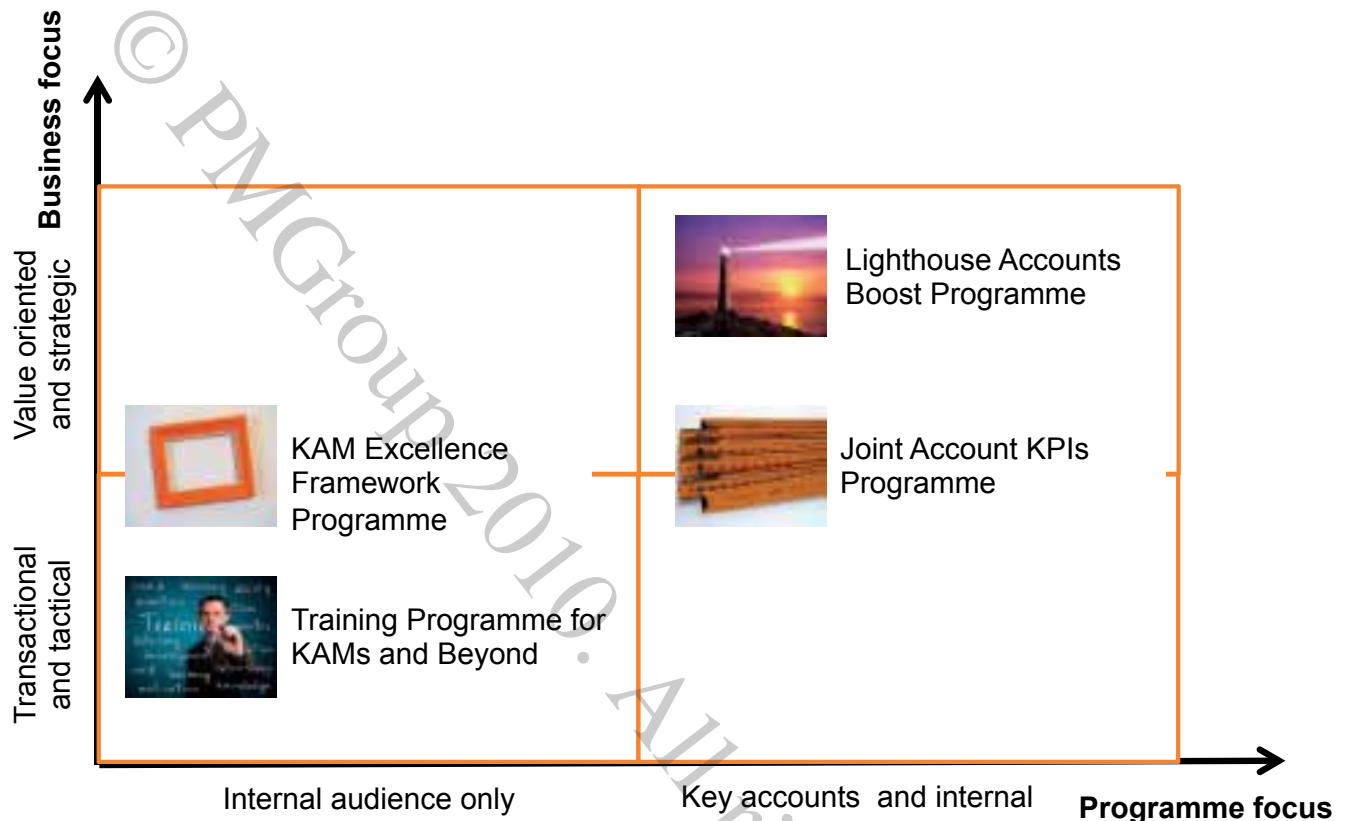 Business focus
Value oriented
and strategic
Transactional
and tactical
Lighthouse Accounts
Boost Programme
KAM Excellence
Framework
Programme
Joint Account KPIs
Programme
Training
Training Programme for
KAMs and Beyond
Internal audience only
Key accounts and internal
Programme focus
© PMGroup 2010. All ri